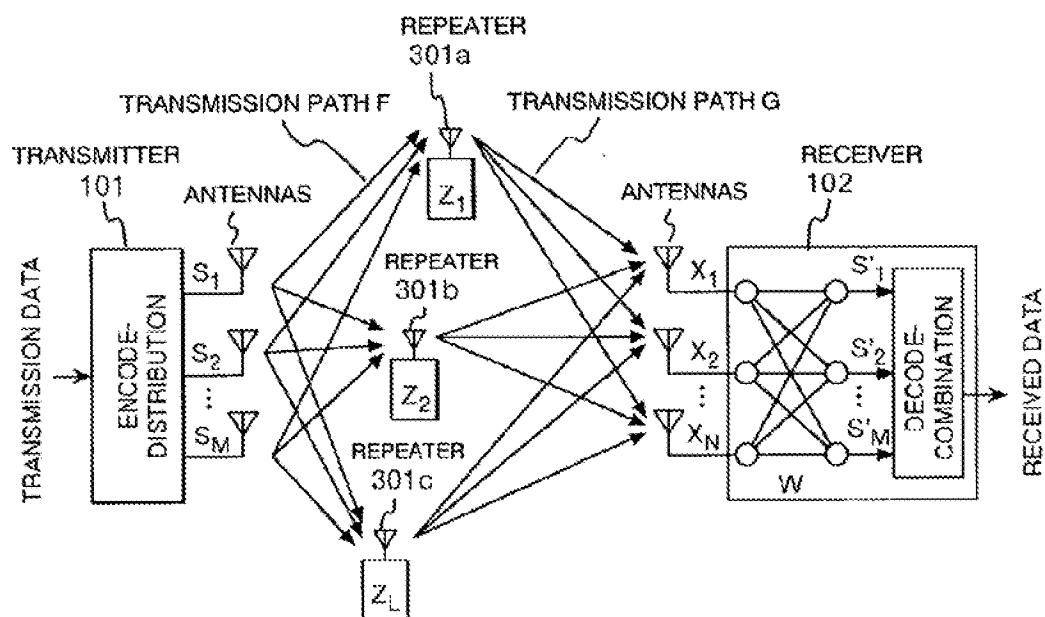 REPEATER
301a
TRANSMISSION PATH F
TRANSMISSION PATH G
TRANSMITTER
101
RECEIVER
102
ANTENNAS
ANTENNAS
Z1
REPEATER
301b
Z2
REPEATER
301c
ZL
TRANSMISSION DATA
ENCODE-
DISTRIBUTION
S1
S2
...
SM
X1
X2
...
XN
W
S'1
S'2
...
S'M
DECODE-
COMBINATION
RECEIVED DATA